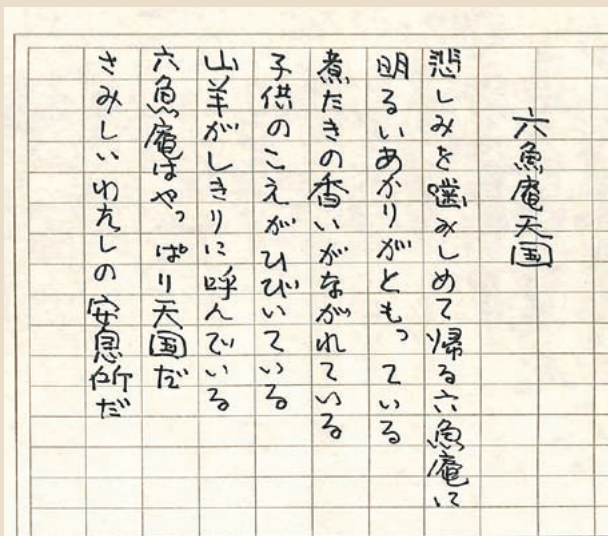 六魚庵天国
悲しみを噛みしめて帰る六魚庵に
明るいあかりがともっている
煮たきの香いがながれている
子供のこえがひびいている
山羊がしきりに呼んでいる
六魚庵はやっぱり天国だ
さみしいわたしの安息所だ